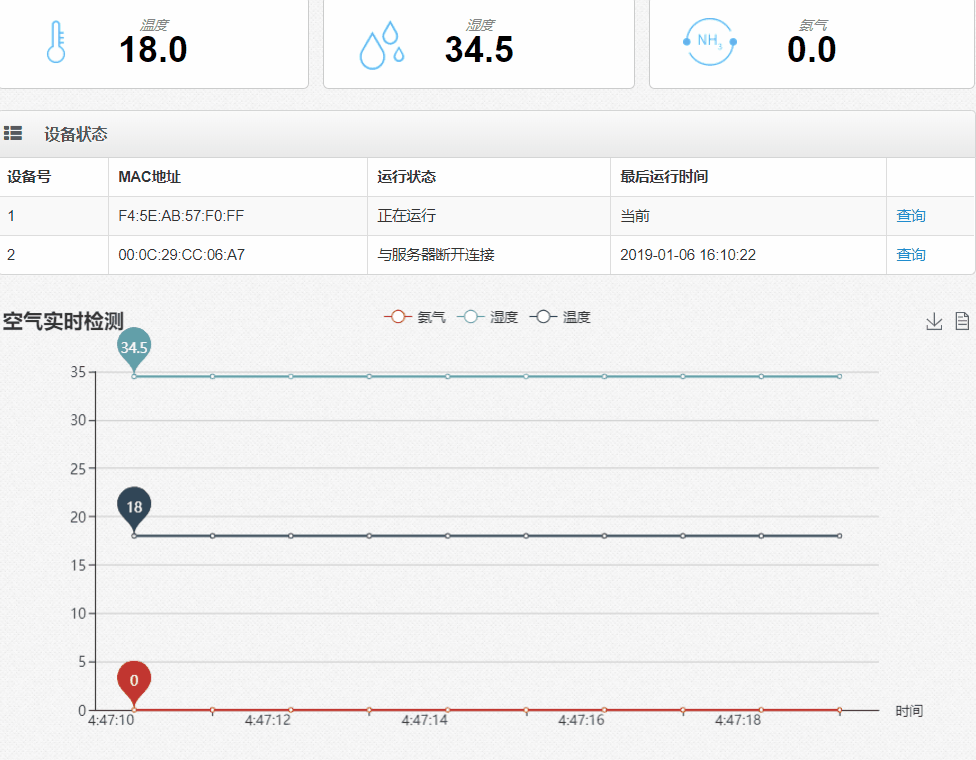 温度 湿度 氨气
18.0 34.5 0.0
NH3
设备状态
设备号 MAC地址 运行状态 最后运行时间
1 F4:5E:AB:57:F0:FF 正在运行 当前 查询
2 00:0C:29:CC:06:A7 与服务器断开连接 2019-01-06 16:10:22 查询
空气实时检测 氨气 湿度 温度
34.5
35
30
25
18
20
15
10
5
0
0
时间
4:47:10 4:47:12 4:47:14 4:47:16 4:47:18